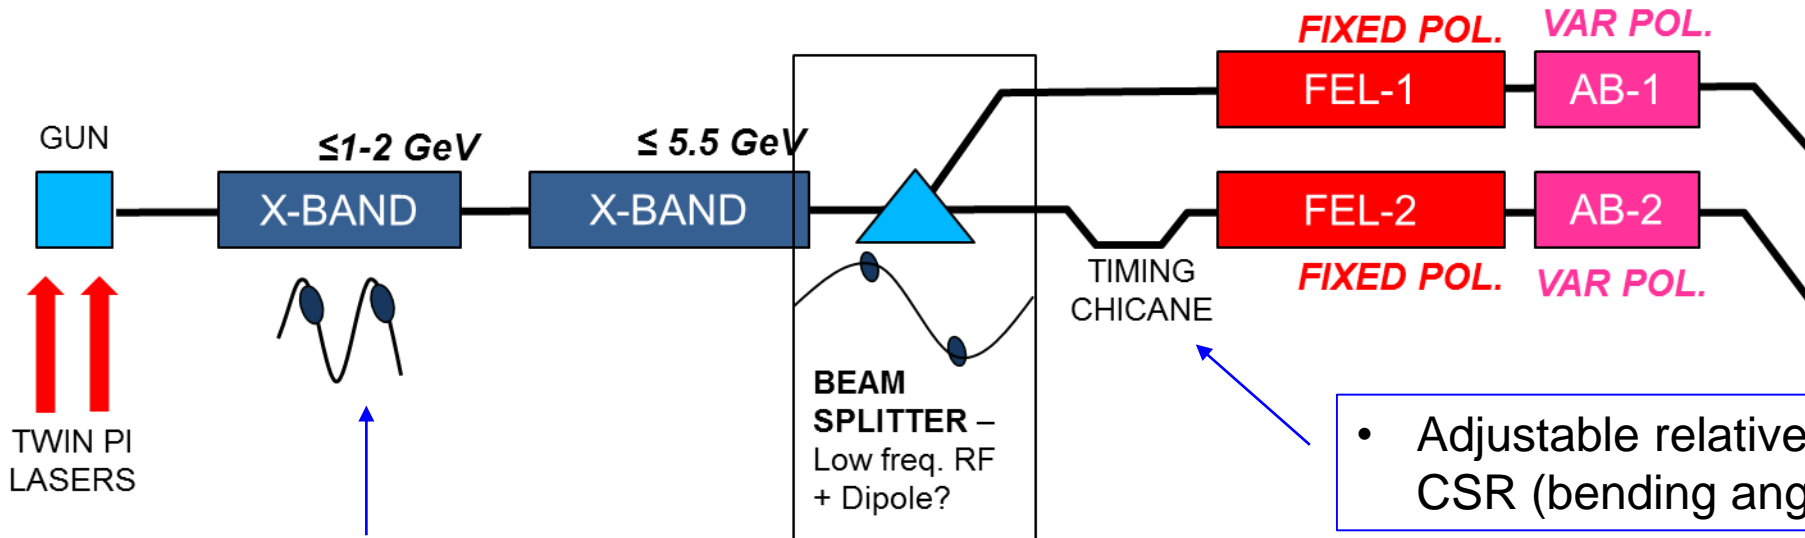 FIXED POL.
VAR POL.
FEL-1
AB-1
GUN
≤1-2 GeV
≤ 5.5 GeV
X-BAND
X-BAND
FEL-2
AB-2
TIMING
CHICANE
FIXED POL.
VAR POL.
TWIN PI
LASERS
BEAM
SPLITTER –
Low freq. RF
+ Dipole?
• Adjustable relative
CSR (bending ang